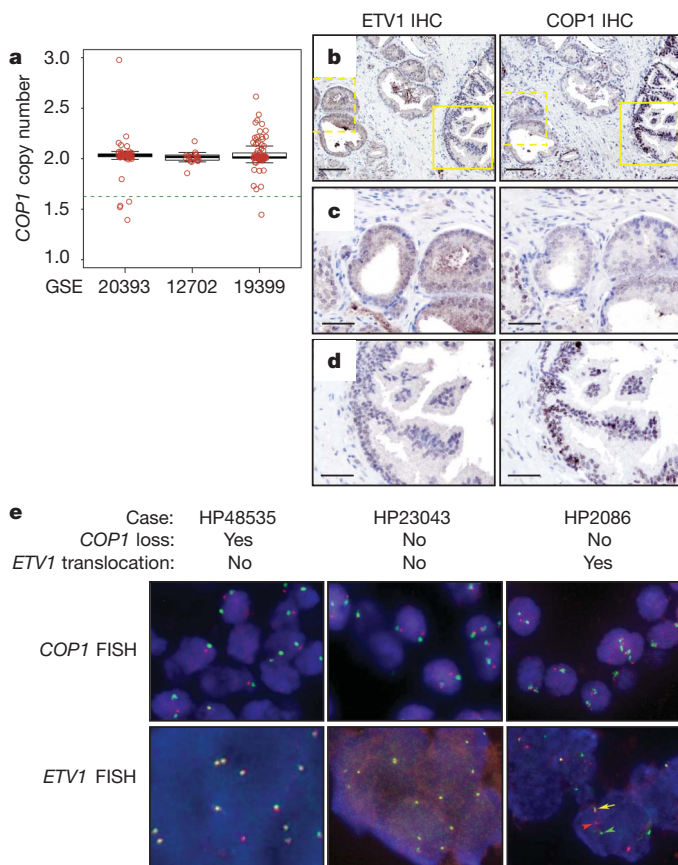 a
COP1 copy number
3.0
2.5
2.0
1.5
1.0
GSE 20393 12702 19399
ETV1 IHC COP1 IHC
b
c
d
e
Case: HP48535 HP23043 HP2086
COP1 loss: Yes No No
ETV1 translocation: No No Yes
COP1 FISH
ETV1 FISH